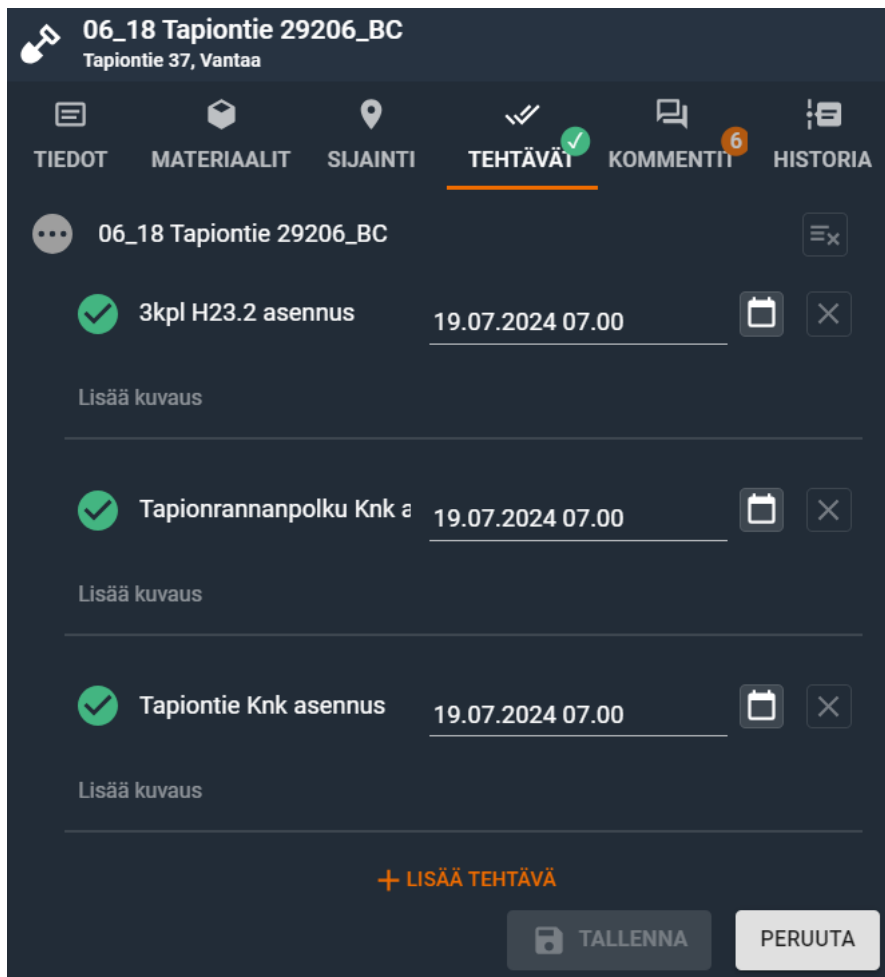 06_18 Tapiontie 29206_BC
Tapiontie 37, Vantaa
TIEDOT MATERIAALIT SIJAINTI TEHTÄVÄT KOMMENTIT 6 HISTORIA
06_18 Tapiontie 29206_BC
3kpl H23.2 asennus 19.07.2024 07.00
Lisää kuvaus
Tapionrannanpolku Knk a 19.07.2024 07.00
Lisää kuvaus
Tapiontie Knk asennus 19.07.2024 07.00
Lisää kuvaus
+ LISÄÄ TEHTÄVÄ
TALLENNA PERUUTA